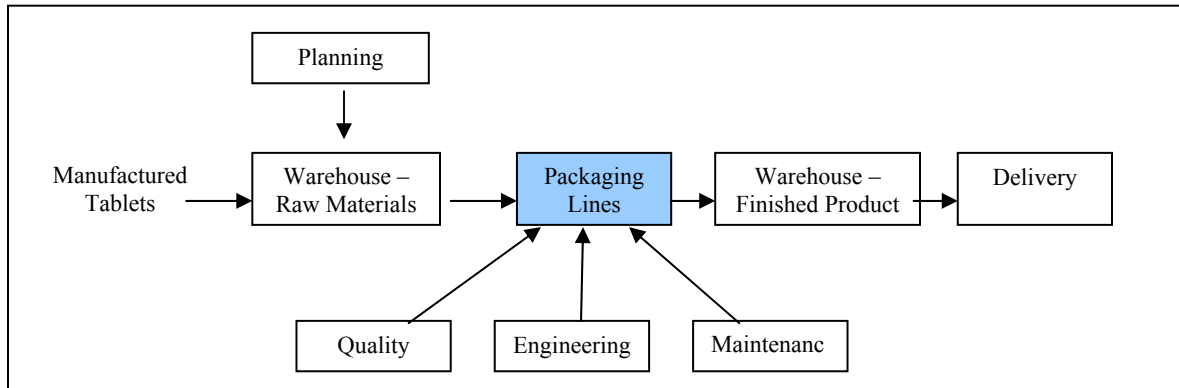 Planning
Manufactured
Tablets
Warehouse –
Raw Materials
Packaging
Lines
Warehouse –
Finished Product
Delivery
Quality
Engineering
Maintenanc